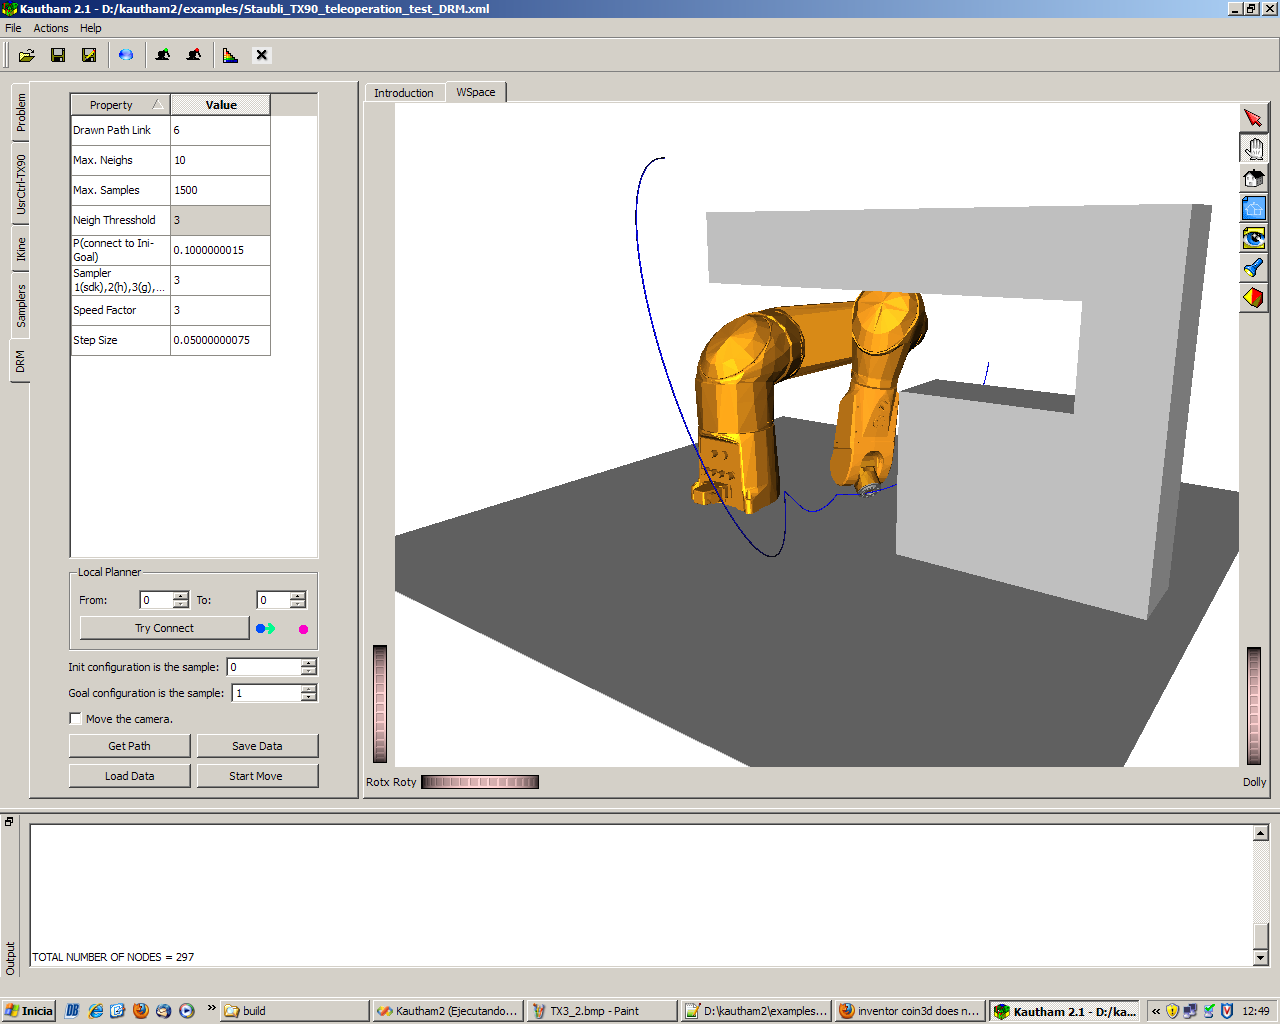 Kautham 2.1 - D:/kautham2/examples/Staubli_TX90_teleoperation_test_DRM.xml
File Actions Help
Problem
UsrCtrl-TX90
IKine
Samplers
DRM
Property Value
Drawn Path Link 6
Max. Neighs 10
Max. Samples 1500
Neigh Thresshold 3
P(connect to Ini-
Goal) 0.1000000015
Sampler
1(sdk),2(h),3(g),... 3
Speed Factor 3
Step Size 0.05000000075
Local Planner
From: 0 To: 0
Try Connect
Init configuration is the sample: 0
Goal configuration is the sample: 1
Move the camera.
Get Path Save Data
Load Data Start Move
Introduction WSpace
Rotx Roty Dolly
Output
TOTAL NUMBER OF NODES = 297
Inicia DB » build Kautham2 (Ejecutando... TX3_2.bmp - Paint D:\kautham2\examples... inventor coin3d does n... Kautham 2.1 - D:/ka... « 12:49